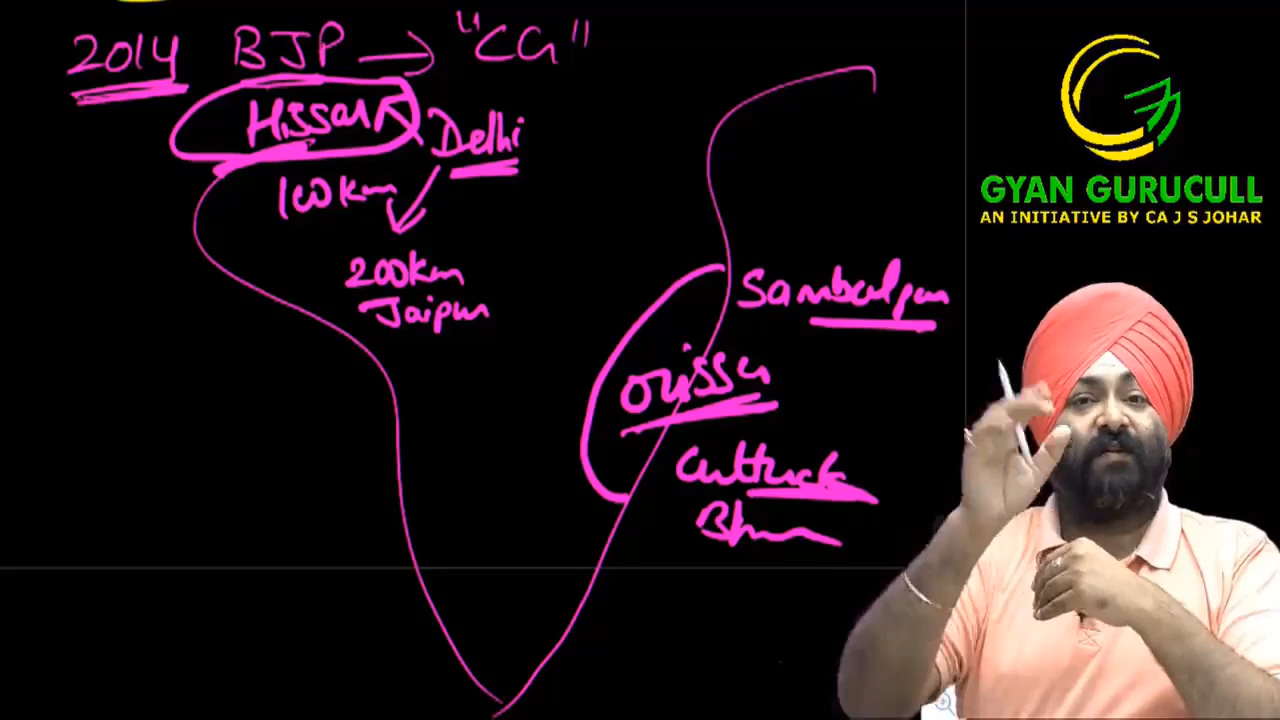 2014 BJP → "CG"
Hissar
Delhi
100km
200km
Jaipur
Sambalpur
Orissa
Cuttack
GYAN GURUCULL
AN INITIATIVE BY CA J S JOHAR